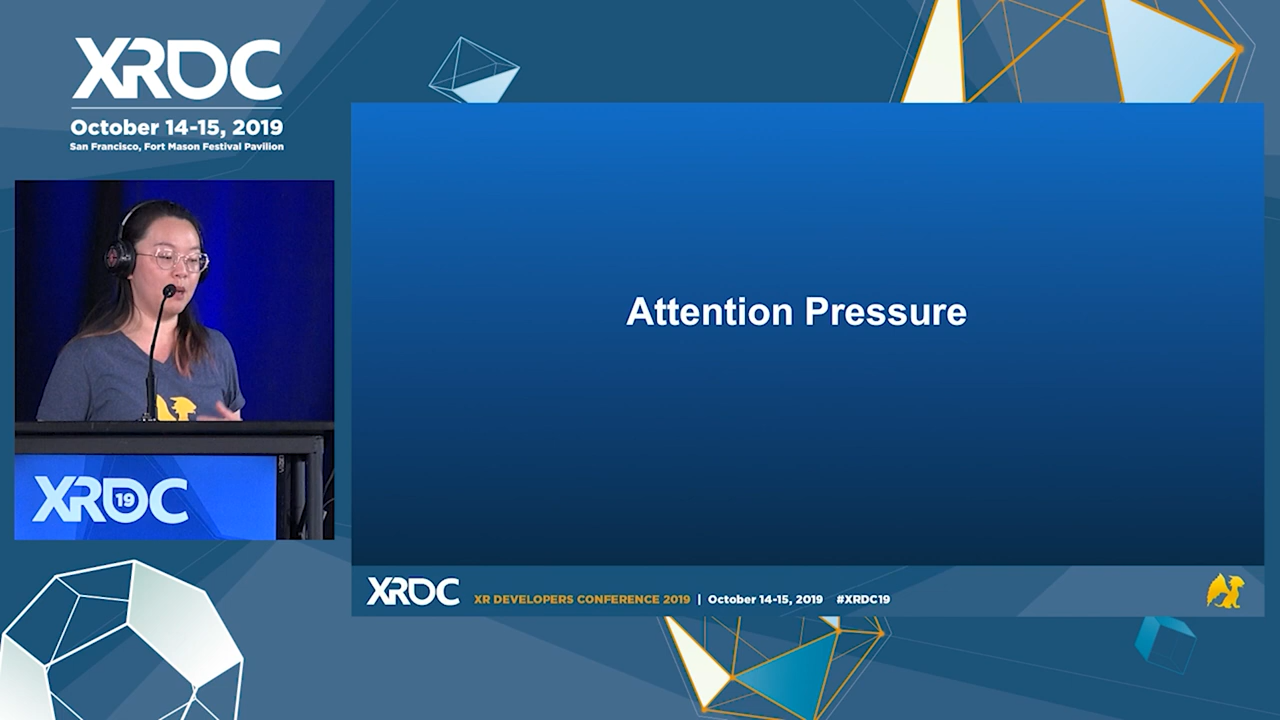 XRDC
October 14-15, 2019
San Francisco, Fort Mason Festival Pavilion
XRDC
19
Attention Pressure
XRDC XR DEVELOPERS CONFERENCE 2019 | October 14-15, 2019 #XRDC19